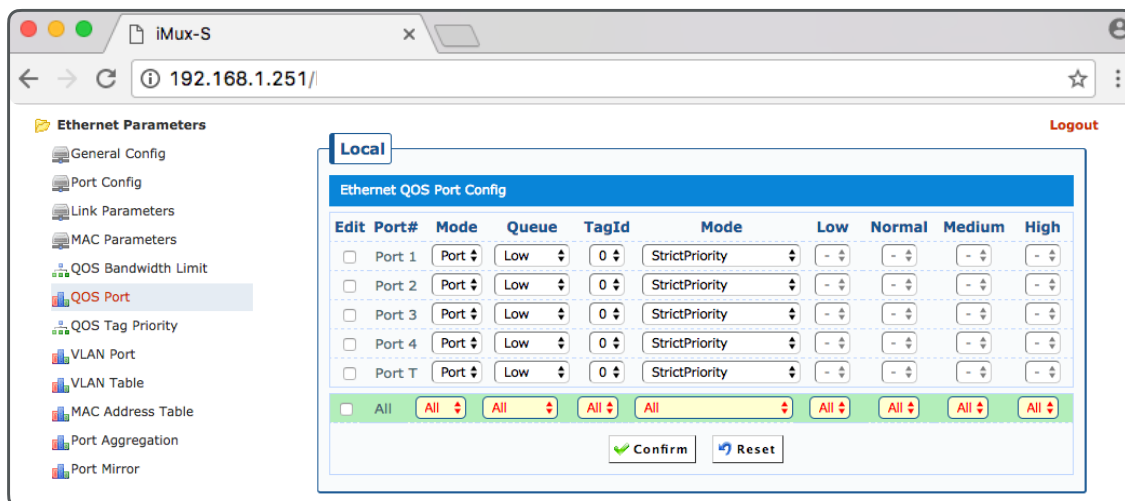 iMux-S
192.168.1.251/
Ethernet Parameters
General Config
Port Config
Link Parameters
MAC Parameters
QOS Bandwidth Limit
QOS Port
QOS Tag Priority
VLAN Port
VLAN Table
MAC Address Table
Port Aggregation
Port Mirror
Logout
Local
Ethernet QOS Port Config
Edit Port# Mode Queue TagId Mode Low Normal Medium High
Port 1 Port Low 0 StrictPriority - - - -
Port 2 Port Low 0 StrictPriority - - - -
Port 3 Port Low 0 StrictPriority - - - -
Port 4 Port Low 0 StrictPriority - - - -
Port T Port Low 0 StrictPriority - - - -
All All All All All All All All All
Confirm Reset